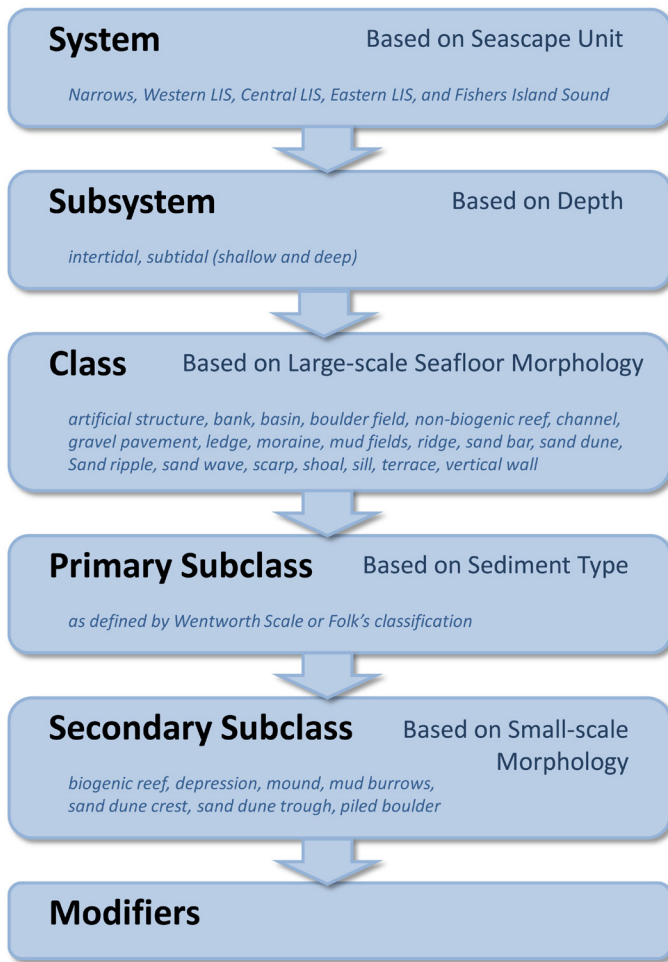 System Based on Seascape Unit
Narrows, Western LIS, Central LIS, Eastern LIS, and Fishers Island Sound
Subsystem Based on Depth
intertidal, subtidal (shallow and deep)
Class Based on Large-scale Seafloor Morphology
artificial structure, bank, basin, boulder field, non-biogenic reef, channel,
gravel pavement, ledge, moraine, mud fields, ridge, sand bar, sand dune,
Sand ripple, sand wave, scarp, shoal, sill, terrace, vertical wall
Primary Subclass Based on Sediment Type
as defined by Wentworth Scale or Folk’s classification
Secondary Subclass Based on Small-scale
Morphology
biogenic reef, depression, mound, mud burrows,
sand dune crest, sand dune trough, piled boulder
Modifiers